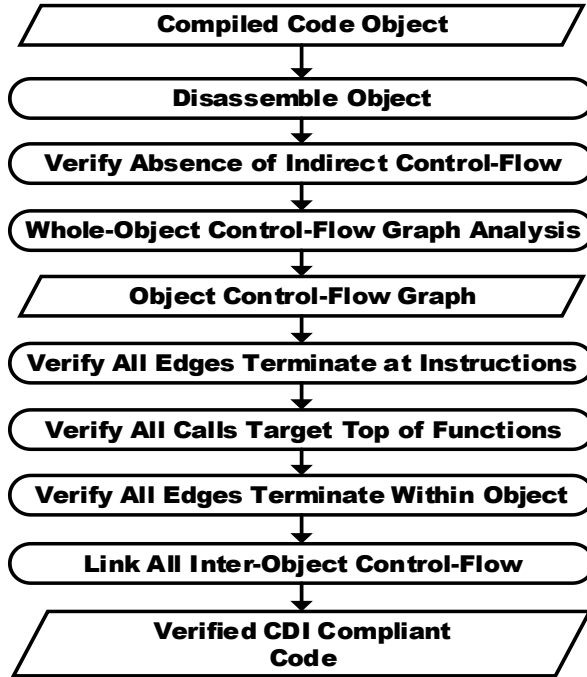 Compiled Code Object
Disassemble Object
Verify Absence of Indirect Control-Flow
Whole-Object Control-Flow Graph Analysis
Object Control-Flow Graph
Verify All Edges Terminate at Instructions
Verify All Calls Target Top of Functions
Verify All Edges Terminate Within Object
Link All Inter-Object Control-Flow
Verified CDI Compliant
Code